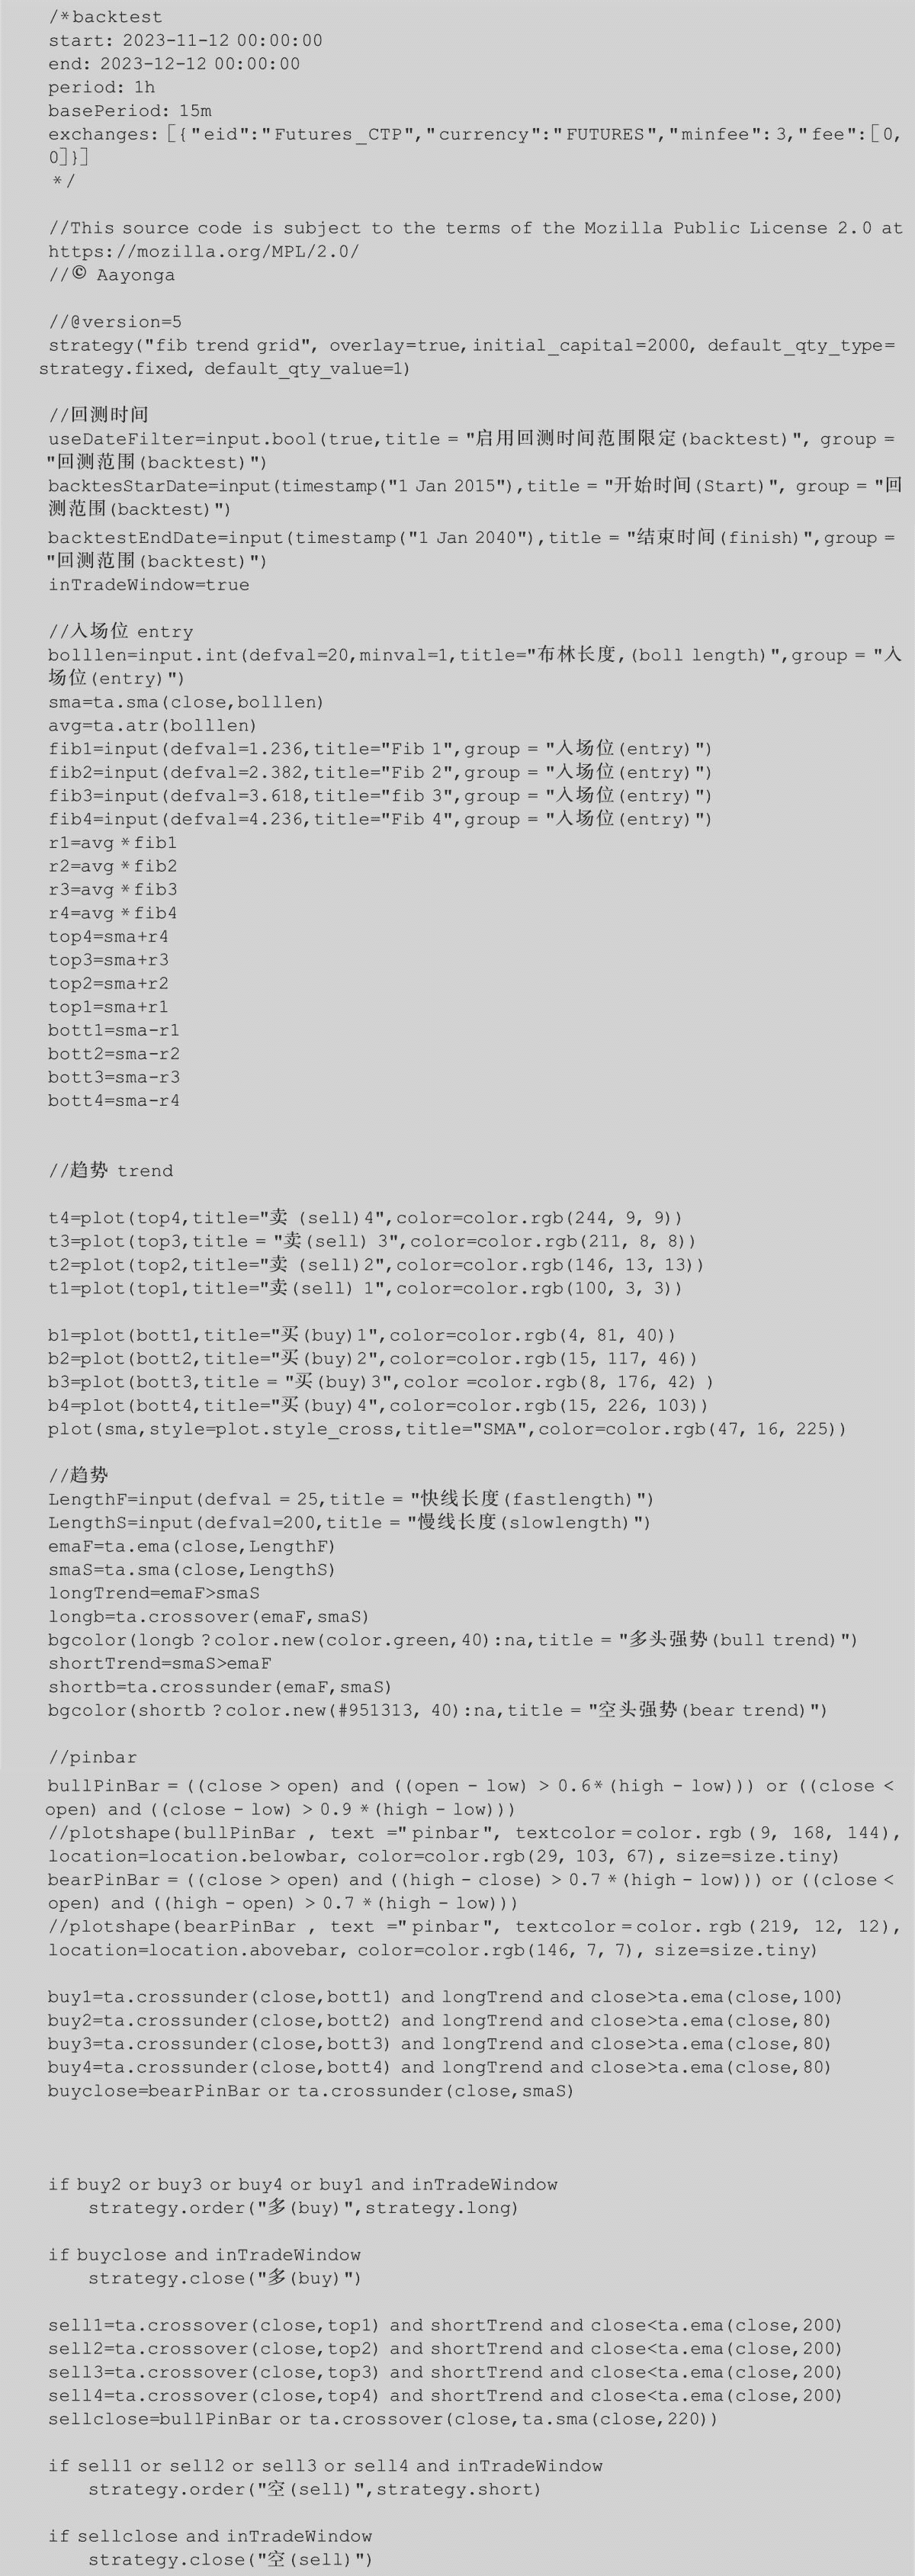 /*backtest
start: 2023-11-12 00:00:00
end: 2023-12-12 00:00:00
period: 1h
basePeriod: 15m
exchanges: [{"eid":"Futures_CTP","currency":"FUTURES","minfee": 3,"fee":[0,
0]}]
*/
//This source code is subject to the terms of the Mozilla Public License 2.0 at
https://mozilla.org/MPL/2.0/
//© Aayonga
//@version=5
strategy("fib trend grid", overlay=true,initial_capital=2000, default_qty_type=
strategy.fixed, default_qty_value=1)
//回测时间
useDateFilter=input.bool(true,title = "启用回测时间范围限定(backtest)", group =
"回测范围(backtest)")
backtesStarDate=input(timestamp("1 Jan 2015"),title = "开始时间(Start)", group = "回
测范围(backtest)")
backtestEndDate=input(timestamp("1 Jan 2040"),title = "结束时间(finish)",group =
"回测范围(backtest)")
inTradeWindow=true
//入场位 entry
bolllen=input.int(defval=20,minval=1,title="布林长度,(boll length)",group = "入
场位(entry)")
sma=ta.sma(close,bolllen)
avg=ta.atr(bolllen)
fib1=input(defval=1.236,title="Fib 1",group = "入场位(entry)")
fib2=input(defval=2.382,title="Fib 2",group = "入场位(entry)")
fib3=input(defval=3.618,title="fib 3",group = "入场位(entry)")
fib4=input(defval=4.236,title="Fib 4",group = "入场位(entry)")
r1=avg *fib1
r2=avg *fib2
r3=avg *fib3
r4=avg *fib4
top4=sma+r4
top3=sma+r3
top2=sma+r2
top1=sma+r1
bott1=sma-r1
bott2=sma-r2
bott3=sma-r3
bott4=sma-r4
//趋势 trend
t4=plot(top4,title="卖 (sell)4",color=color.rgb(244, 9, 9))
t3=plot(top3,title = "卖(sell) 3",color=color.rgb(211, 8, 8))
t2=plot(top2,title="卖 (sell)2",color=color.rgb(146, 13, 13))
t1=plot(top1,title="卖(sell) 1",color=color.rgb(100, 3, 3))
b1=plot(bott1,title="买(buy)1",color=color.rgb(4, 81, 40))
b2=plot(bott2,title="买(buy)2",color=color.rgb(15, 117, 46))
b3=plot(bott3,title = "买(buy)3",color =color.rgb(8, 176, 42) )
b4=plot(bott4,title="买(buy)4",color=color.rgb(15, 226, 103))
plot(sma,style=plot.style_cross,title="SMA",color=color.rgb(47, 16, 225))
//趋势
LengthF=input(defval = 25,title = "快线长度(fastlength)")
LengthS=input(defval=200,title = "慢线长度(slowlength)")
emaF=ta.ema(close,LengthF)
smaS=ta.sma(close,LengthS)
longTrend=emaF>smaS
longb=ta.crossover(emaF,smaS)
bgcolor(longb ?color.new(color.green,40):na,title = "多头强势(bull trend)")
shortTrend=smaS>emaF
shortb=ta.crossunder(emaF,smaS)
bgcolor(shortb ?color.new(#951313, 40):na,title = "空头强势(bear trend)")
//pinbar
bullPinBar = ((close > open) and ((open - low) > 0.6* (high - low))) or ((close <
open) and ((close - low) > 0.9 * (high - low)))
//plotshape(bullPinBar , text ="pinbar", textcolor=color. rgb (9, 168, 144),
location=location.belowbar, color=color.rgb(29, 103, 67), size=size.tiny)
bearPinBar = ((close > open) and ((high - close) > 0.7 * (high - low))) or ((close <
open) and ((high - open) > 0.7 * (high - low)))
//plotshape(bearPinBar , text ="pinbar", textcolor=color. rgb (219, 12, 12),
location=location.abovebar, color=color.rgb(146, 7, 7), size=size.tiny)
buy1=ta.crossunder(close,bott1) and longTrend and close>ta.ema(close,100)
buy2=ta.crossunder(close,bott2) and longTrend and close>ta.ema(close,80)
buy3=ta.crossunder(close,bott3) and longTrend and close>ta.ema(close,80)
buy4=ta.crossunder(close,bott4) and longTrend and close>ta.ema(close,80)
buyclose=bearPinBar or ta.crossunder(close,smaS)
if buy2 or buy3 or buy4 or buy1 and inTradeWindow
strategy.order("多(buy)",strategy.long)
if buyclose and inTradeWindow
strategy.close("多(buy)")
sell1=ta.crossover(close,top1) and shortTrend and close<ta.ema(close,200)
sell2=ta.crossover(close,top2) and shortTrend and close<ta.ema(close,200)
sell3=ta.crossover(close,top3) and shortTrend and close<ta.ema(close,200)
sell4=ta.crossover(close,top4) and shortTrend and close<ta.ema(close,200)
sellclose=bullPinBar or ta.crossover(close,ta.sma(close,220))
if sell1 or sell2 or sell3 or sell4 and inTradeWindow
strategy.order("空(sell)",strategy.short)
if sellclose and inTradeWindow
strategy.close("空(sell)")